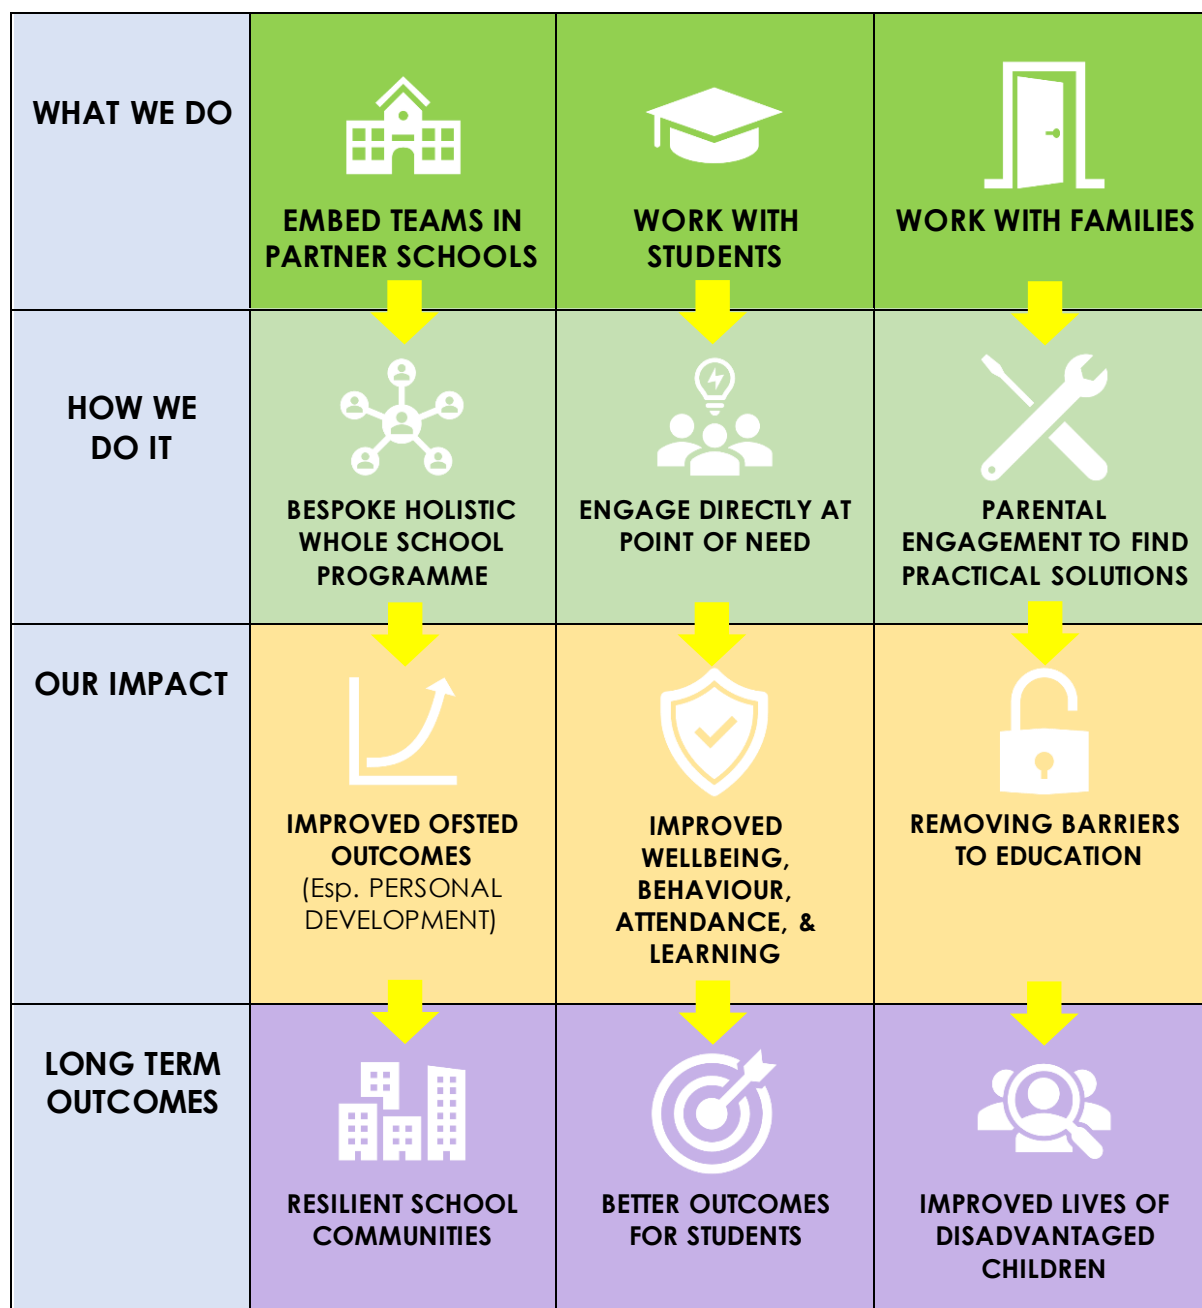 WHAT WE DO
EMBED TEAMS IN
PARTNER SCHOOLS
WORK WITH
STUDENTS
WORK WITH FAMILIES
HOW WE
DO IT
BESPOKE HOLISTIC
WHOLE SCHOOL
PROGRAMME
ENGAGE DIRECTLY AT
POINT OF NEED
PARENTAL
ENGAGEMENT TO FIND
PRACTICAL SOLUTIONS
OUR IMPACT
IMPROVED OFSTED
OUTCOMES
(Esp. PERSONAL
DEVELOPMENT)
IMPROVED
WELLBEING,
BEHAVIOUR,
ATTENDANCE, &
LEARNING
REMOVING BARRIERS
TO EDUCATION
LONG TERM
OUTCOMES
RESILIENT SCHOOL
COMMUNITIES
BETTER OUTCOMES
FOR STUDENTS
IMPROVED LIVES OF
DISADVANTAGED
CHILDREN